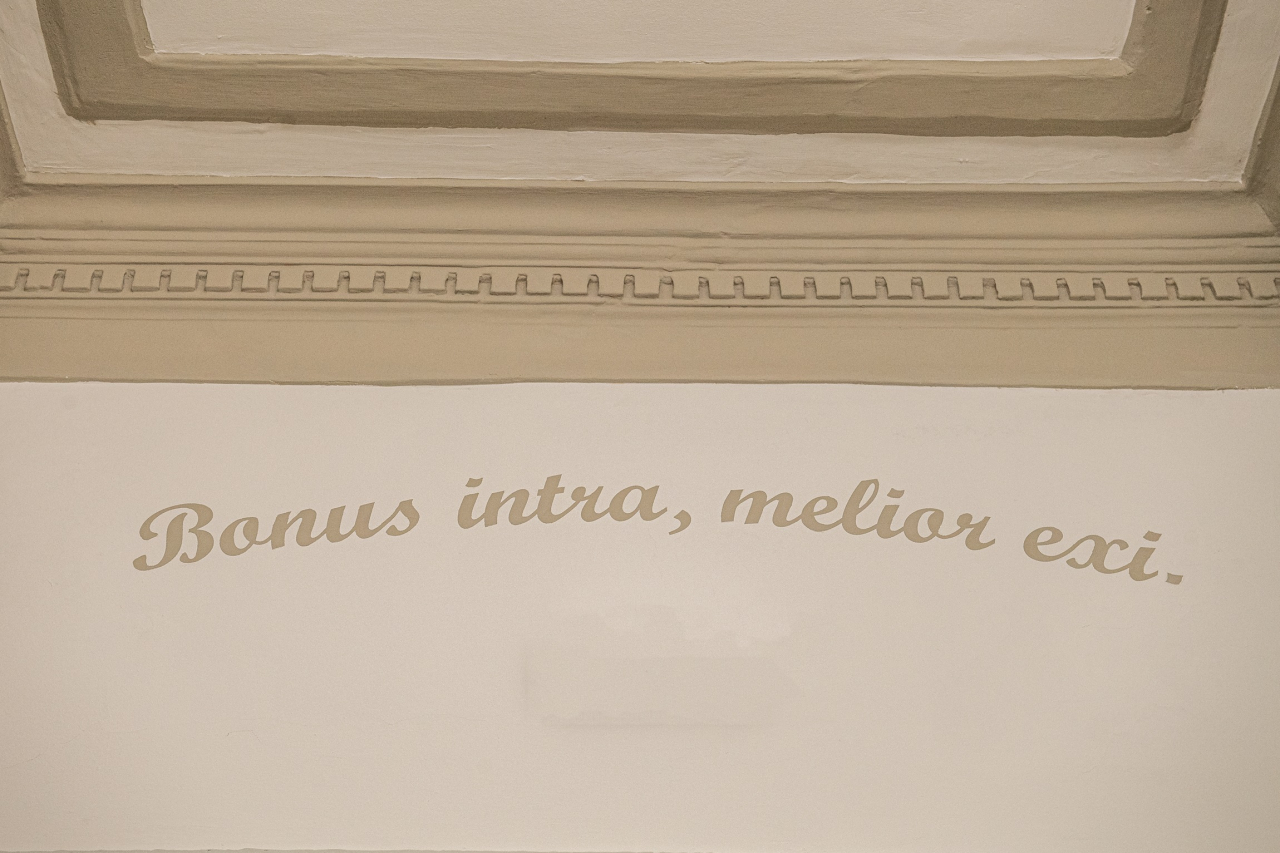 Bonus intra, melior exi.